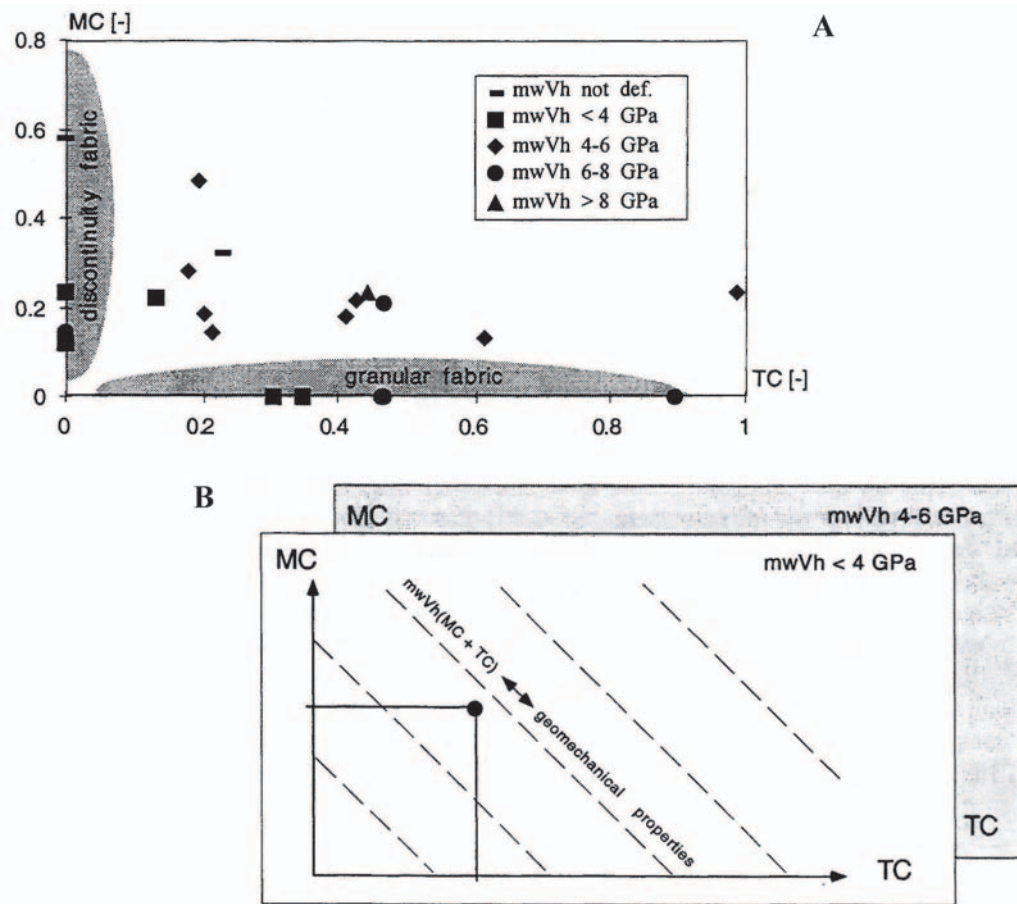 MC [-]
A
0.8
0.6
0.4
0.2
0
mwVh not def.
mwVh < 4 GPa
mwVh 4-6 GPa
mwVh 6-8 GPa
mwVh > 8 GPa
discontinuity fabric
granular fabric
TC [-]
0
0.2
0.4
0.6
0.8
1
B
MC
mwVh 4-6 GPa
MC
mwVh < 4 GPa
mwVh(MC + TC)
geomechanical properties
TC
TC